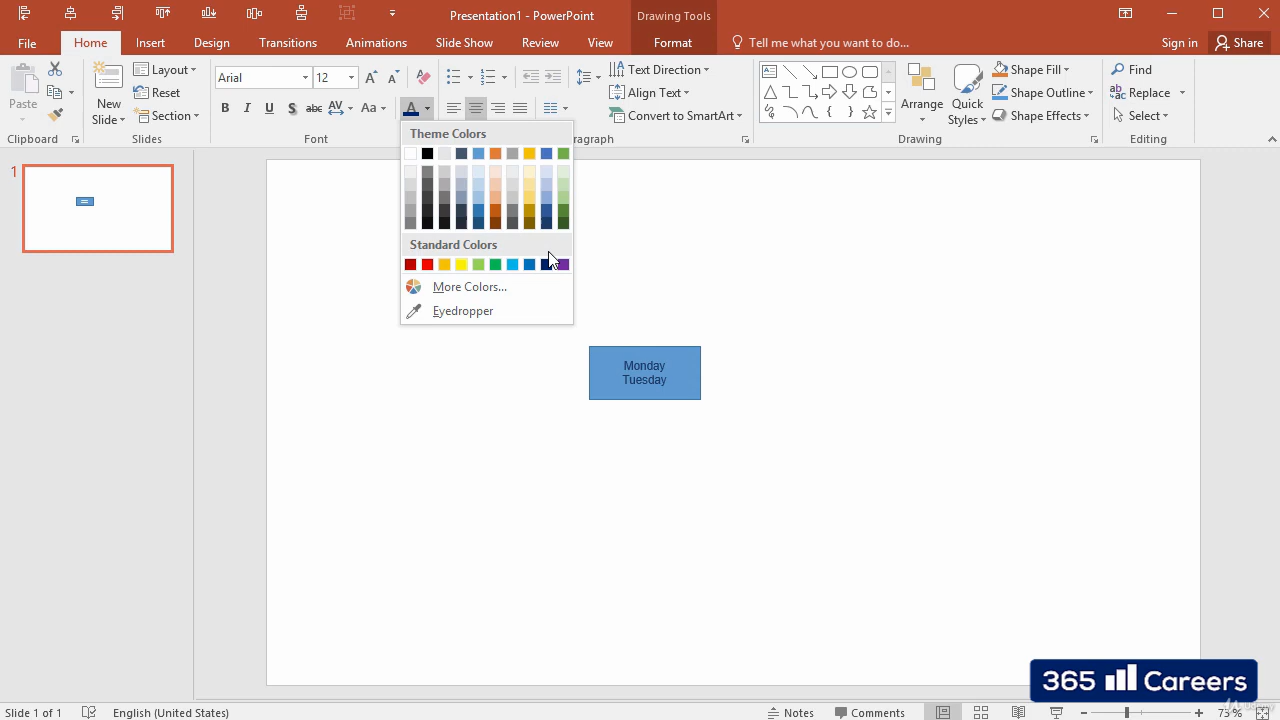 Presentation1 - PowerPoint
Drawing Tools
File
Home
Insert
Design
Transitions
Animations
Slide Show
Review
View
Format
Tell me what you want to do...
Sign in
Share
Paste
New
Slide
Layout
Reset
Section
Arial
12
B
I
U
S
abc
AV
Aa
A
Text Direction
Align Text
Convert to SmartArt
Arrange
Quick
Styles
Shape Fill
Shape Outline
Shape Effects
Find
Replace
Select
Clipboard
Slides
Font
ragraph
Drawing
Editing
Theme Colors
Standard Colors
More Colors...
Eyedropper
1
Monday
Tuesday
365 Careers
Slide 1 of 1
English (United States)
Notes
Comments
73 %